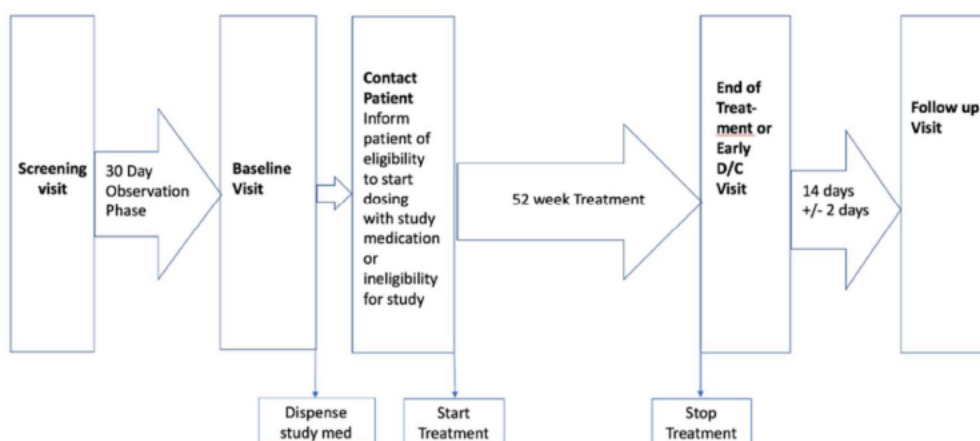 Screening
visit
30 Day
Observation
Phase
Baseline
Visit
Contact
Patient
Inform
patient of
eligibility
to start
dosing
with study
medication
or
ineligibility
for study
52 week Treatment
End of
Treat-
ment or
Early
D/C
Visit
14 days
+/- 2 days
Follow up
Visit
Dispense
study med
Start
Treatment
Stop
Treatment